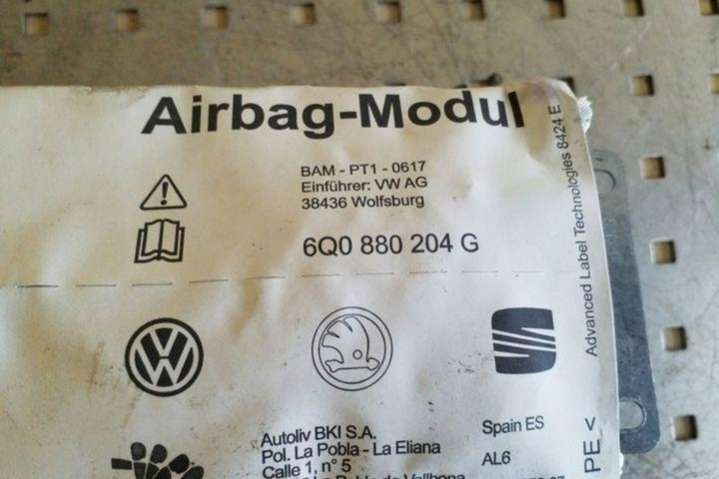 Airbag-Modul
BAM - PT1 - 0617
Einführer: VW AG
38436 Wolfsburg
6Q0 880 204 G
Advanced Label Technologies 8424 E
Autoliv BKI S.A.
Pol. La Pobla - La Eliana
Calle 1, n° 5
Spain ES
AL6
PE <